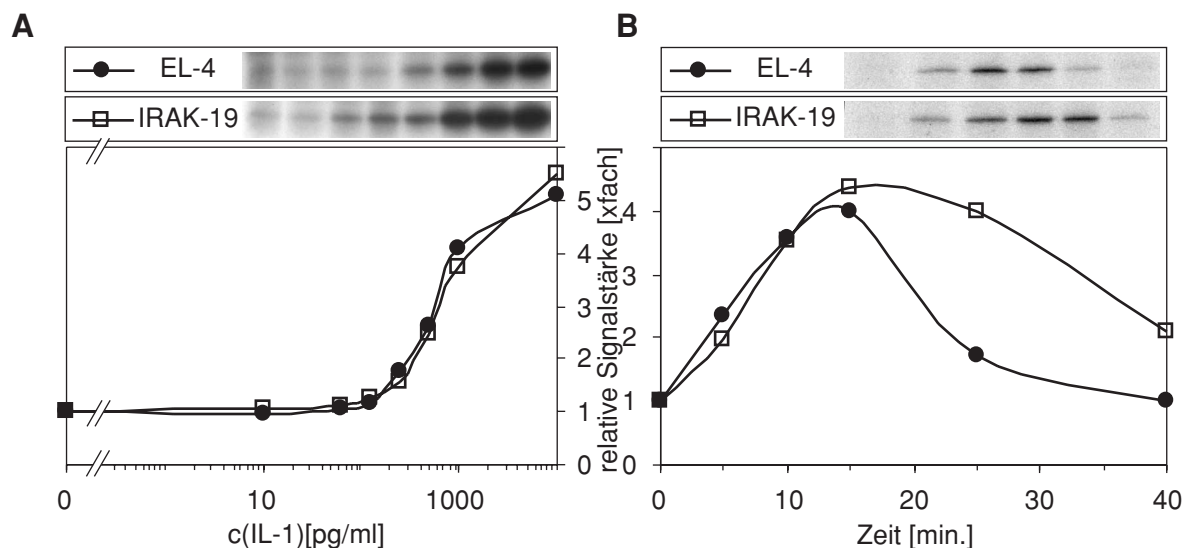 A
EL-4
IRAK-19
5
4
3
2
1
0
0
10
1000
c(IL-1)[pg/ml]
B
EL-4
IRAK-19
relative Signalstärke [xfach]
4
3
2
1
0
0
10
20
30
40
Zeit [min.]